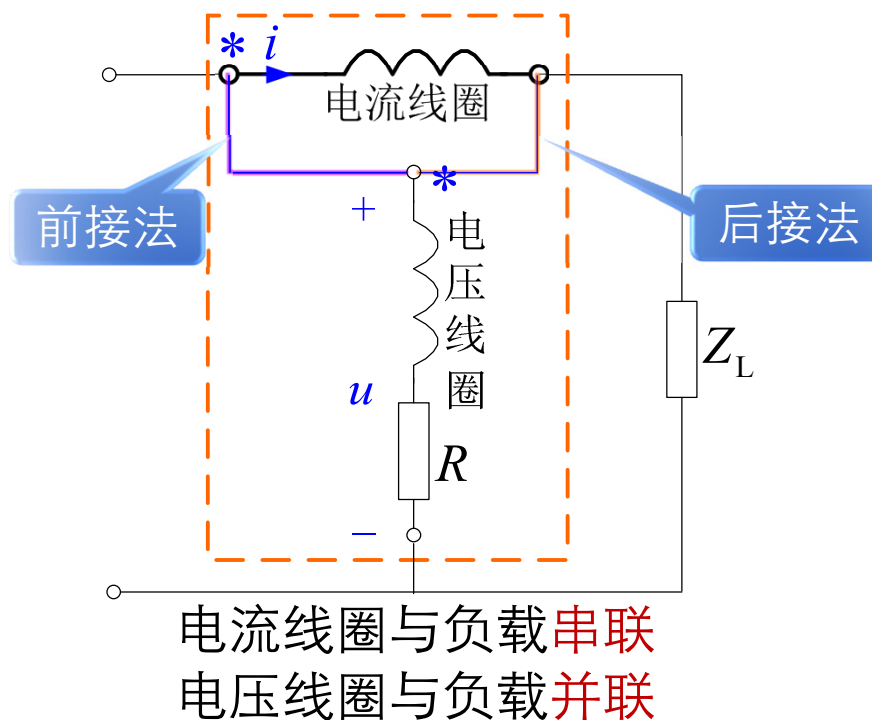 * i
电流线圈
前接法
*
后接法
+
电压线圈
u
Z_L
R
−
电流线圈与负载串联
电压线圈与负载并联